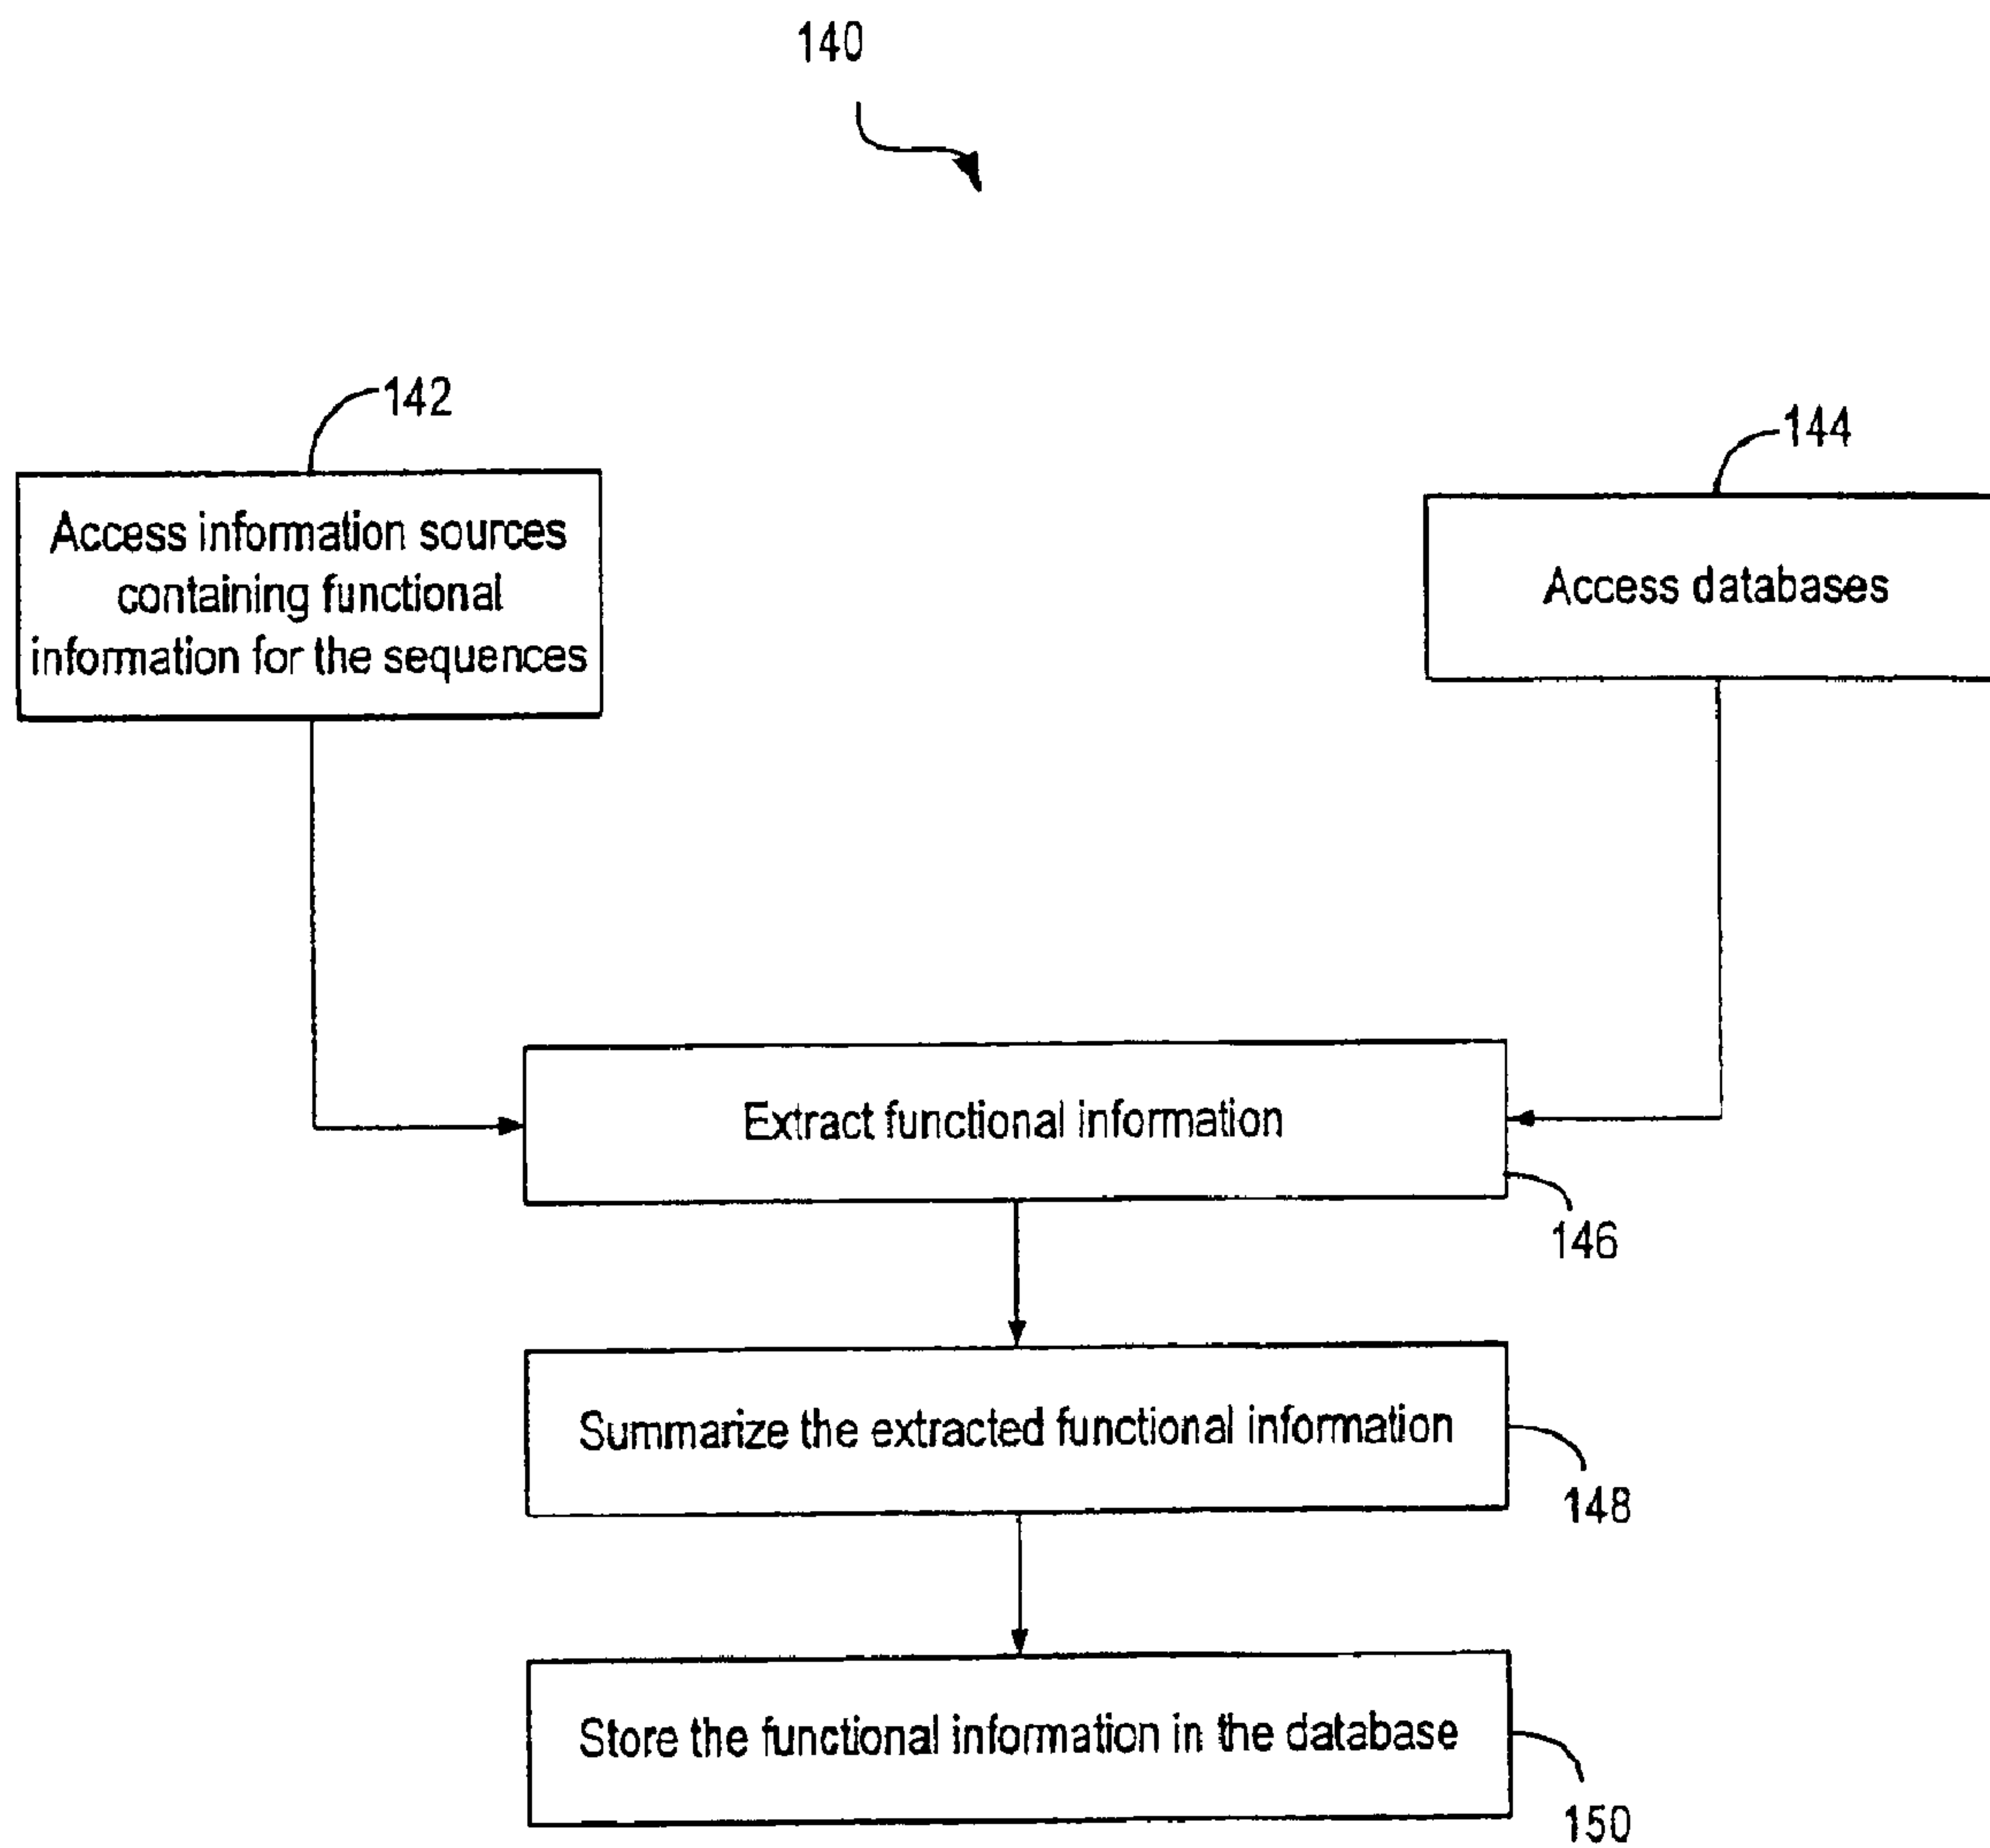 140
142
Access information sources
containing functional
information for the sequences
144
Access databases
Extract functional information
146
Summarize the extracted functional information
148
Store the functional information in the database
150